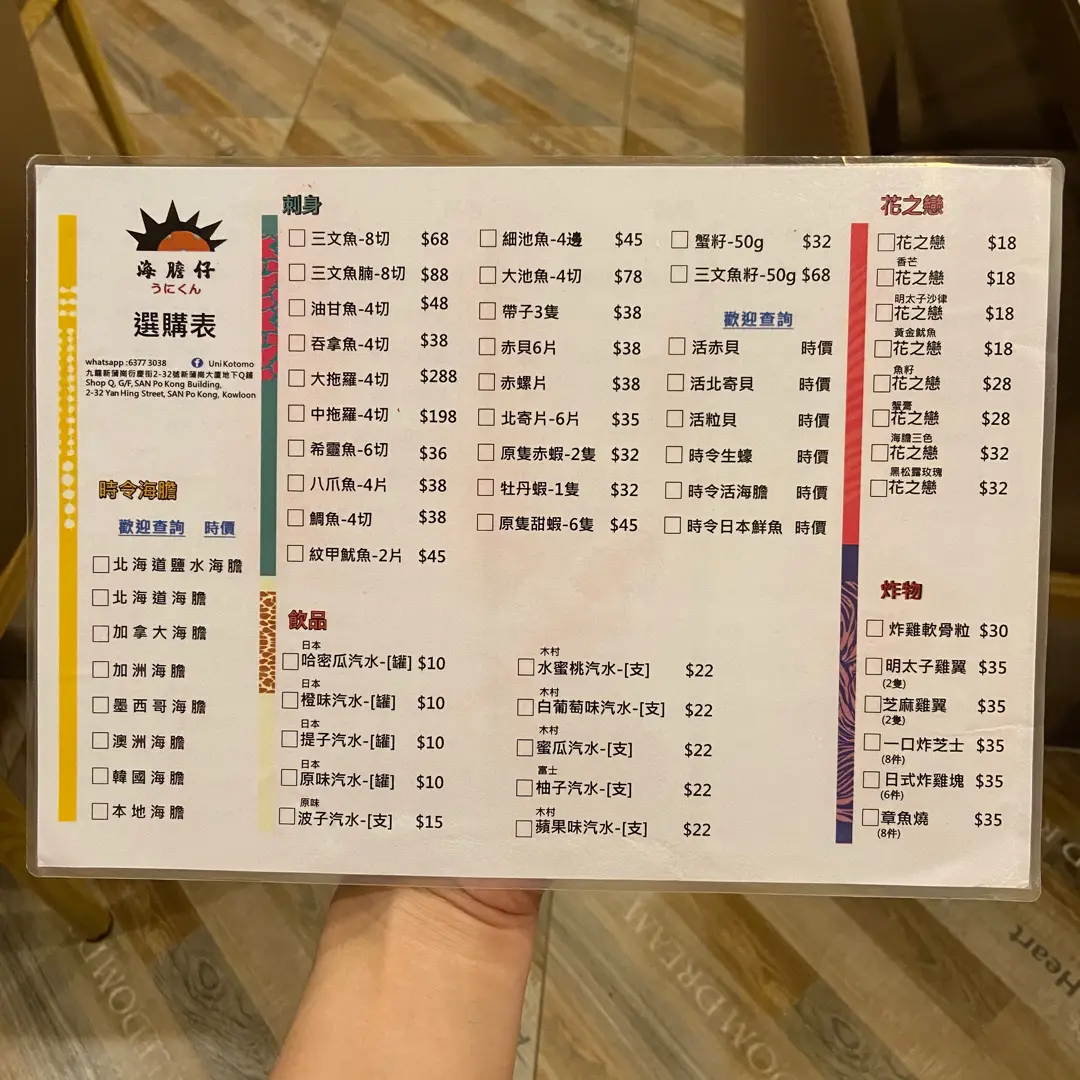 海膽仔
うにくん
選購表
whatsapp :6377 3038 Uni Kotomo
九龍新蒲崗衍慶街2-32號新蒲崗大廈地下Q鋪
Shop Q, G/F, SAN Po Kong Building,
2-32 Yan Hing Street, SAN Po Kong, Kowloon
時令海膽
歡迎查詢 時價
北海道鹽水海膽
北海道海膽
加拿大海膽
加洲海膽
墨西哥海膽
澳洲海膽
韓國海膽
本地海膽
刺身
三文魚-8切 $68
三文魚腩-8切 $88
油甘魚-4切 $48
吞拿魚-4切 $38
大拖羅-4切 $288
中拖羅-4切 $198
希靈魚-6切 $36
八爪魚-4片 $38
鯛魚-4切 $38
紋甲魷魚-2片 $45
細池魚-4邊 $45
大池魚-4切 $78
帶子3隻 $38
赤貝6片 $38
赤螺片 $38
北寄片-6片 $35
原隻赤蝦-2隻 $32
牡丹蝦-1隻 $32
原隻甜蝦-6隻 $45
蟹籽-50g $32
三文魚籽-50g $68
歡迎查詢
活赤貝 時價
活北寄貝 時價
活粒貝 時價
時令生蠔 時價
時令活海膽 時價
時令日本鮮魚 時價
飲品
日本
哈密瓜汽水-[罐] $10
日本
橙味汽水-[罐] $10
日本
提子汽水-[罐] $10
日本
原味汽水-[罐] $10
原味
波子汽水-[支] $15
木村
水蜜桃汽水-[支] $22
木村
白葡萄味汽水-[支] $22
木村
蜜瓜汽水-[支] $22
富士
柚子汽水-[支] $22
木村
蘋果味汽水-[支] $22
花之戀
花之戀 $18
香芒
花之戀 $18
明太子沙律
花之戀 $18
黃金魷魚
花之戀 $18
魚籽
花之戀 $28
蟹膏
花之戀 $28
海膽三色
花之戀 $32
黑松露玫瑰
花之戀 $32
炸物
炸雞軟骨粒 $30
明太子雞翼 $35
(2隻)
芝麻雞翼 $35
(2隻)
一口炸芝士 $35
(8件)
日式炸雞塊 $35
(6件)
章魚燒 $35
(8件)
Heart